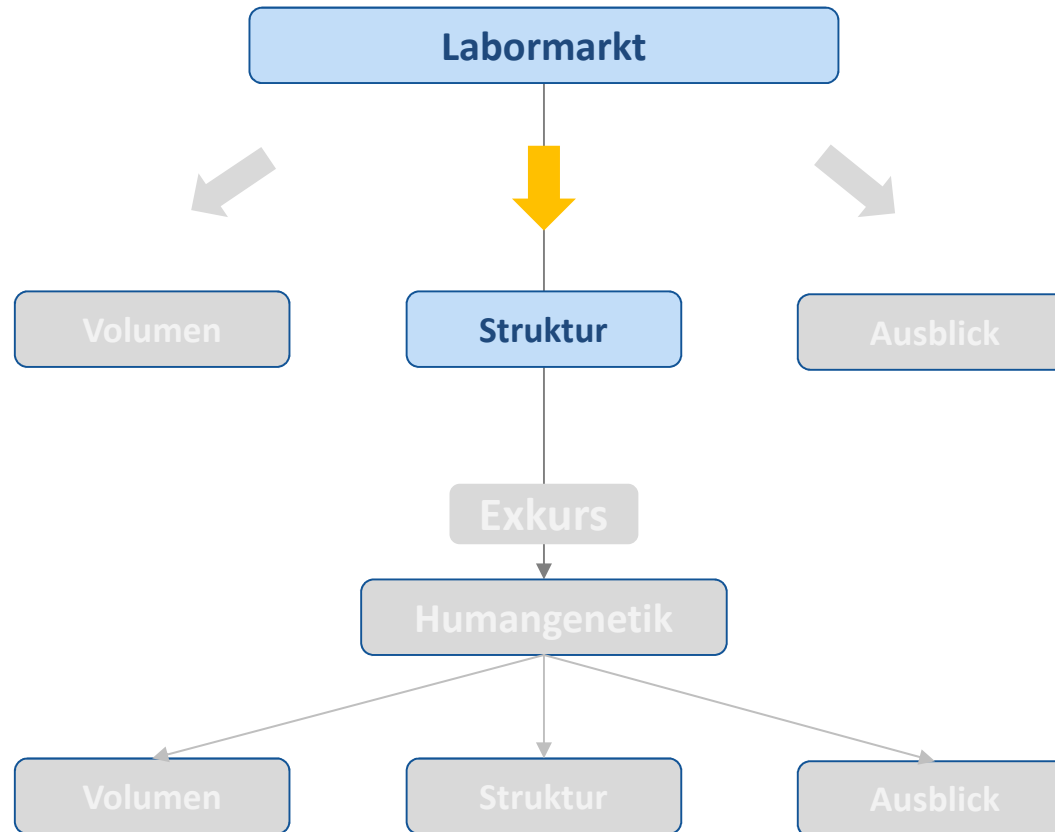 Labormarkt
Volumen
Struktur
Ausblick
Exkurs
Humangenetik
Volumen
Struktur
Ausblick